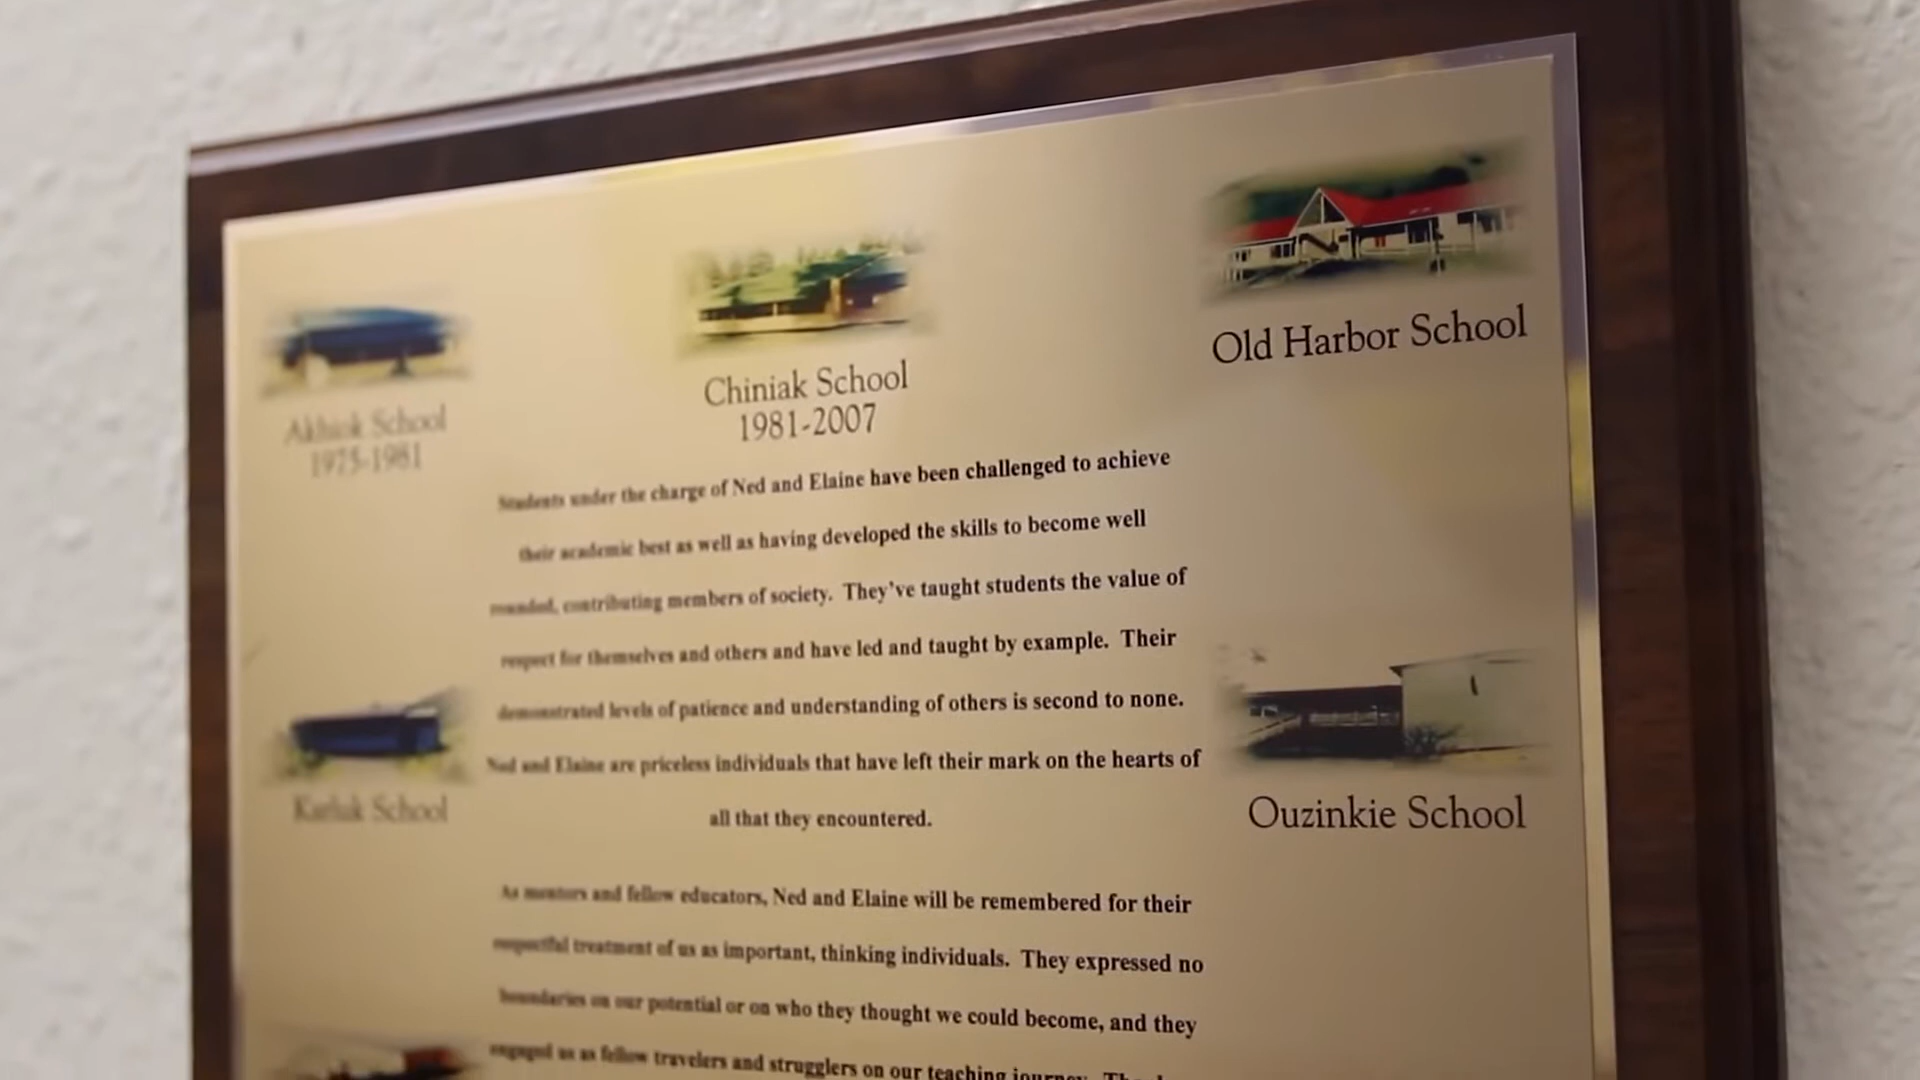 Old Harbor School
Chiniak School
1981-2007
Akhiok School
1975-1981
Students under the charge of Ned and Elaine have been challenged to achieve
their academic best as well as having developed the skills to become well
rounded, contributing members of society. They've taught students the value of
respect for themselves and others and have led and taught by example. Their
demonstrated levels of patience and understanding of others is second to none.
Ned and Elaine are priceless individuals that have left their mark on the hearts of
all that they encountered.
Karluk School
Ouzinkie School
As mentors and fellow educators, Ned and Elaine will be remembered for their
respectful treatment of us as important, thinking individuals. They expressed no
boundaries on our potential or on who they thought we could become, and they
engaged us as fellow travelers and strugglers on our teaching journey.